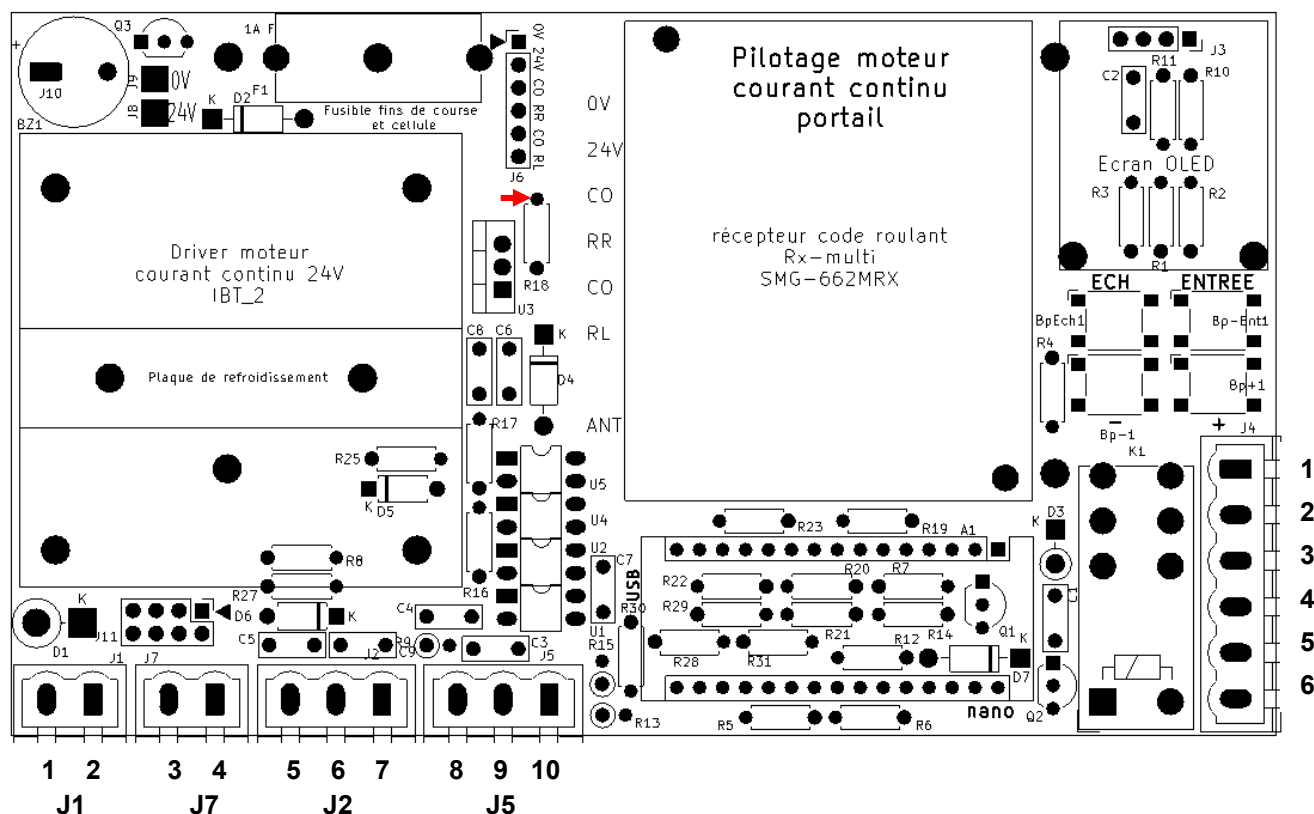 Q3
1A F
J10
BZ1
J9 0V
J8 24V
K
D2
F1
Fusible fins de course
et cellule
0V 24V CO RR CO RL
J6
0V
24V
CO
RR
CO
RL
ANT
Pilotage moteur
courant continu
portail
récepteur code roulant
Rx-multi
SMG-662MRX
J3
C2
R11
R10
Ecran OLED
R3
R2
R1
ECH
ENTREE
BpEch1
Bp-Ent1
R4
Bp+1
-
+
Bp-1
J4
K1
Driver moteur
courant continu 24V
IBT_2
Plaque de refroidissement
R18
U3
C8
C6
K
D4
R17
R25
K
D5
U5
U4
U2
U1
R16
R8
R27
D6
K
C4
C5
C9
R9
C3
C7
R30
R15
R13
USB
R23
R19
A1
R22
R20
R7
R29
R21
R14
R12
Q1
R28
R31
K
D7
R5
R6
nano
K
D3
C1
Q2
K
D1
J11
J1
J7
J2
J5
1
2
3
4
5
6
1 2 3 4 5 6 7 8 9 10
J1 J7 J2 J5